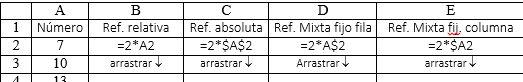 A B C D E
1 Número Ref. relativa Ref. absoluta Ref. Mixta fijo fila Ref. Mixta fij. columna
2 7 =2*A2 =2*$A$2 =2*A$2 =2*$A2
3 10 arrastrar↓ arrastrar↓ Arrastrar↓ arrastrar↓
4 13